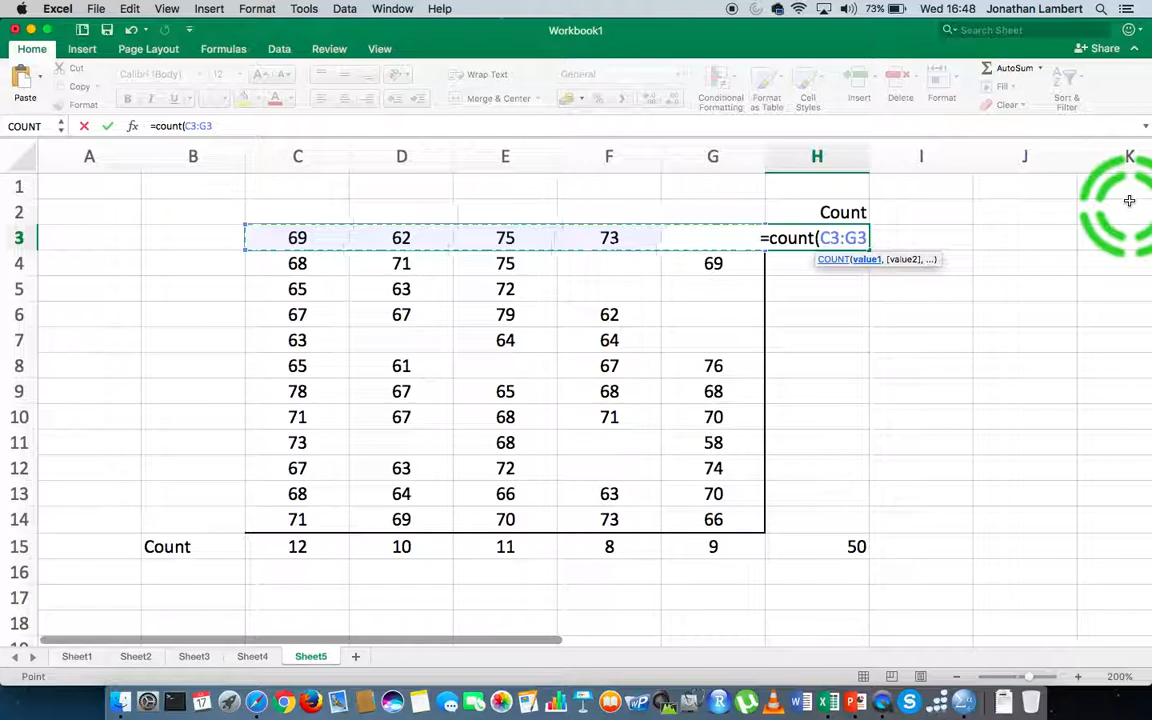 Excel File Edit View Insert Format Tools Data Window Help 73% Wed 16:48 Jonathan Lambert
Workbook1 Search Sheet
Home Insert Page Layout Formulas Data Review View Share
Paste Cut Copy Format Calibri (Body) 12 Wrap Text Merge & Center General Conditional Formatting Format as Table Cell Styles Insert Delete Format AutoSum Fill Clear Sort & Filter
COUNT fx =count(C3:G3
A B C D E F G H I J K
1
2 Count
3 69 62 75 73 =count(C3:G3
COUNT(value1, [value2], ...)
4 68 71 75 69
5 65 63 72
6 67 67 79 62
7 63 64 64
8 65 61 67 76
9 78 67 65 68 68
10 71 67 68 71 70
11 73 68 58
12 67 63 72 74
13 68 64 66 63 70
14 71 69 70 73 66
15 Count 12 10 11 8 9 50
16
17
18
Sheet1 Sheet2 Sheet3 Sheet4 Sheet5
Point 200%